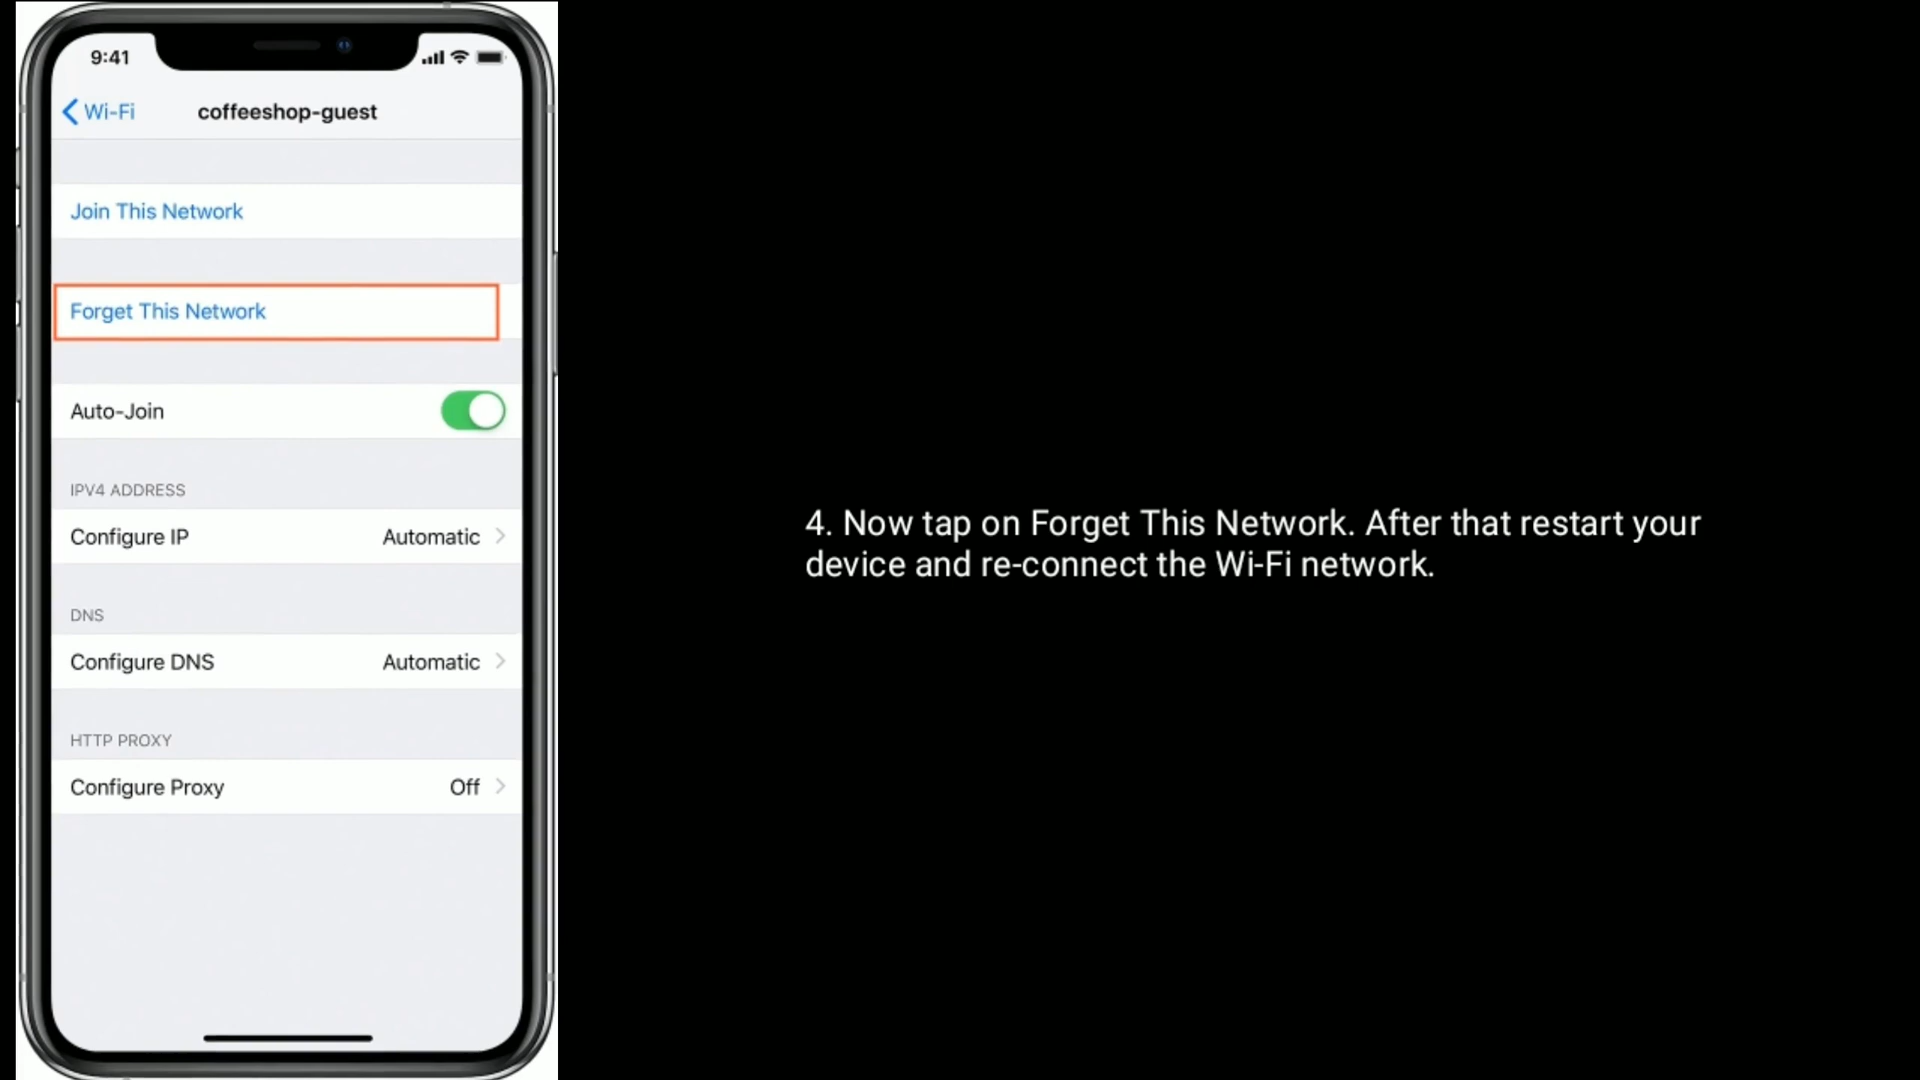 9:41
Wi-Fi
coffeeshop-guest
Join This Network
Forget This Network
Auto-Join
IPV4 ADDRESS
Configure IP Automatic
DNS
Configure DNS Automatic
HTTP PROXY
Configure Proxy Off
4. Now tap on Forget This Network. After that restart your
device and re-connect the Wi-Fi network.